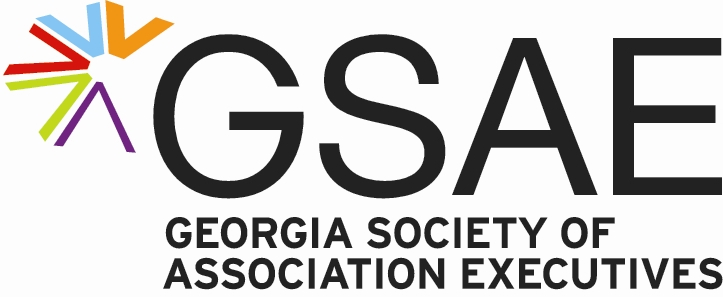 GSAE
GEORGIA SOCIETY OF
ASSOCIATION EXECUTIVES